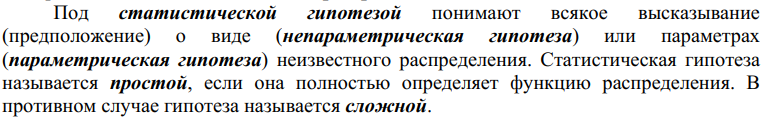 Под статистической гипотезой понимают всякое высказывание
(предположение) о виде (непараметрическая гипотеза) или параметрах
(параметрическая гипотеза) неизвестного распределения. Статистическая гипотеза
называется простой, если она полностью определяет функцию распределения. В
противном случае гипотеза называется сложной.